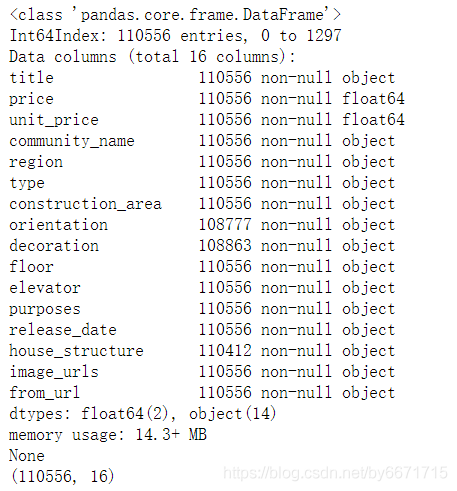 <class 'pandas.core.frame.DataFrame'>
Int64Index: 110556 entries, 0 to 1297
Data columns (total 16 columns):
title                110556 non-null object
price                110556 non-null float64
unit_price           110556 non-null float64
community_name       110556 non-null object
region               110556 non-null object
type                 110556 non-null object
construction_area    110556 non-null object
orientation          108777 non-null object
decoration           108863 non-null object
floor                110556 non-null object
elevator             110556 non-null object
purposes             110556 non-null object
release_date         110556 non-null object
house_structure      110412 non-null object
image_urls           110556 non-null object
from_url             110556 non-null object
dtypes: float64(2), object(14)
memory usage: 14.3+ MB
None
(110556, 16)
https://blog.csdn.net/by6671715